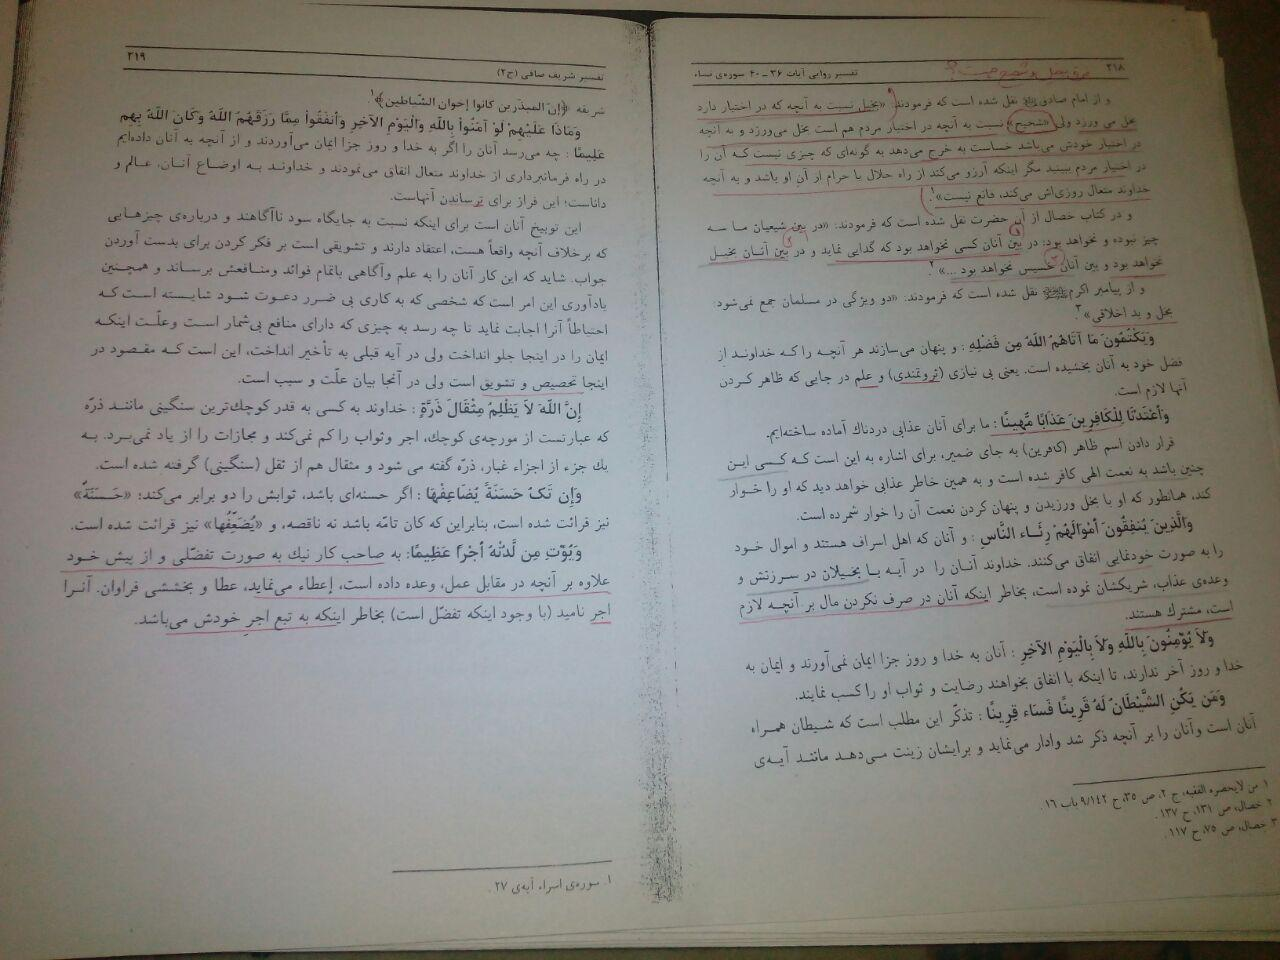 ۲۱۸
تفسیر روایی آیات ۳۶ ـ ۴۰ سوره‌ی نساء
فرق بخل و شح چیست؟
و از امام صادق نقل شده است که فرمودند: «بخیل نسبت به آنچه که در اختیار دارد
بخل می ورزد ولی «شحیح» نسبت به آنچه در اختیار مردم هم است بخل می‌ورزد و به آنچه
در اختیار خودش می‌باشد خساست به خرج می‌دهد به گونه‌ای که چیزی نیست که آن را
در اختیار مردم ببیند مگر اینکه آرزو می‌کند از راه حلال یا حرام از آنِ او باشد و به آنچه
خداوند متعال روزی‌اش می‌کند، قانع نیست»۱.
و در کتاب خصال از آن حضرت نقل شده است که فرمودند: «در بین شیعیان ما سه
چیز نبوده و نخواهد بود: در بین آنان کسی نخواهد بود که گدایی نماید و در بین آنان بخیل
نخواهد بود و بین آنان خسیس نخواهد بود ...»۲.
و از پیامبر اکرم نقل شده است که فرمودند: «دو ویژگی در مسلمان جمع نمی‌شود:
بخل و بد اخلاقی»۳.
وَيَكْتُمُونَ مَا آتَاهُمُ اللّهُ مِن فَضْلِهِ : و پنهان می‌سازند هر آنچه را که خداوند از
فضل خود به آنان بخشیده است. یعنی بی نیازی (ثروتمندی) و علم در جایی که ظاهر کردن
آنها لازم است.
وَأَعْتَدْنَا لِلْكَافِرِينَ عَذَابًا مُّهِينًا : ما برای آنان عذابی دردناک آماده ساخته‌ایم.
قرار دادن اسم ظاهر (کافرین) به جای ضمیر، برای اشاره به این است که کسی این
چنین باشد به نعمت الهی کافر شده است و به همین خاطر عذابی خواهد دید که او را خوار
کند، همانطور که او با بخل ورزیدن و پنهان کردن نعمت آن را خوار شمرده است.
وَالَّذِينَ يُنفِقُونَ أَمْوَالَهُمْ رِئَاء النَّاسِ : و آنان که اهل اسراف هستند و اموال خود
را به صورت خودنمایی انفاق می‌کنند. خداوند آنان را در آیه با بخیلان در سرزنش و
وعده‌ی عذاب، شریکشان نموده است، بخاطر اینکه آنان در صرف نکردن مال بر آنچه لازم
است، مشترک هستند.
وَلاَ يُؤْمِنُونَ بِاللّهِ وَلاَ بِالْيَوْمِ الآخِرِ : آنان به خدا و روز جزا ایمان نمی‌آورند و ایمان به
خدا و روز آخر ندارند، تا اینکه با انفاق بخواهند رضایت و ثواب او را کسب نمایند.
وَمَن يَكُنِ الشَّيْطَانُ لَهُ قَرِينًا فَسَاء قِرِينًا : تذکّر این مطلب است که شیطان همراه
آنان است وآنان را بر آنچه ذکر شد وادار می‌نماید و برایشان زینت می‌دهد مانند آیه‌ی
۱ من لایحضره الفقیه، ج ۲، ص ۳۵، ح ۹/۱۴۲ باب ۱۶.
۲ خصال، ص ۱۳۱، ح ۱۳۷.
۳ خصال، ص ۷۵، ح ۱۱۷.
تفسیر شریف صافی (ج۲)
۲۱۹
شریفه ﴿إنّ المبذرین کانوا إخوان الشّیاطین﴾۱.
وَمَاذَا عَلَيْهِمْ لَوْ آمَنُواْ بِاللّهِ وَالْيَوْمِ الآخِرِ وَأَنفَقُواْ مِمَّا رَزَقَهُمُ اللّهُ وَكَانَ اللّهُ بِهِم
عَلِيمًا : چه می‌رسد آنان را اگر به خدا و روز جزا ایمان می‌آوردند و از آنچه به آنان داده‌ایم
در راه فرمانبرداری از خداوند متعال انفاق می‌نمودند و خداوند به اوضاع آنان، عالم و
داناست؛ این فراز برای ترساندن آنهاست.
این توبیخ آنان است برای اینکه نسبت به جایگاه سود ناآگاهند و درباره‌ی چیزهایی
که برخلاف آنچه واقعاً هست، اعتقاد دارند و تشویقی است بر فکر کردن برای بدست آوردن
جواب. شاید که این کار آنان را به علم وآگاهی باتمام فوائد ومنافعش برساند و همچنین
یادآوری این امر است که شخصی که به کاری بی ضرر دعوت شود شایسته است که
احتیاطاً آنرا اجابت نماید تا چه رسد به چیزی که دارای منافع بی‌شمار است وعلّت اینکه
ایمان را در اینجا جلو انداخت ولی در آیه قبلی به تأخیر انداخت، این است که مقصود در
اینجا تخصیص و تشویق است ولی در آنجا بیان علّت و سبب است.
إِنَّ اللّهَ لاَ يَظْلِمُ مِثْقَالَ ذَرَّةٍ : خداوند به کسی به قدر کوچک‌ترین سنگینی مانند ذرّه
که عبارتست از مورچه‌ی کوچک، اجر وثواب را کم نمی‌کند و مجازات را از یاد نمی‌برد. به
یک جزء از اجزاء غبار، ذرّه گفته می شود و مثقال هم از ثقل (سنگینی) گرفته شده است.
وَإِن تَكُ حَسَنَةً يُضَاعِفْهَا : اگر حسنه‌ای باشد، ثوابش را دو برابر می‌کند؛ «حَسَنَةٌ»
نیز قرائت شده است، بنابراین که کان تامّه باشد نه ناقصه، و «یُضَعِّفُها» نیز قرائت شده است.
وَيُؤْتِ مِن لَّدُنْهُ أَجْرًا عَظِيمًا: به صاحب کار نیک به صورت تفضّلی و از پیش خود
علاوه بر آنچه در مقابل عمل، وعده داده است، إعطاء می‌نماید، عطا و بخششی فراوان. آنرا
اجر نامید (با وجود اینکه تفضّل است) بخاطر اینکه به تبع اجرِ خودش می‌باشد.
۱. سوره‌ی اسراء آیه‌ی ۲۷.